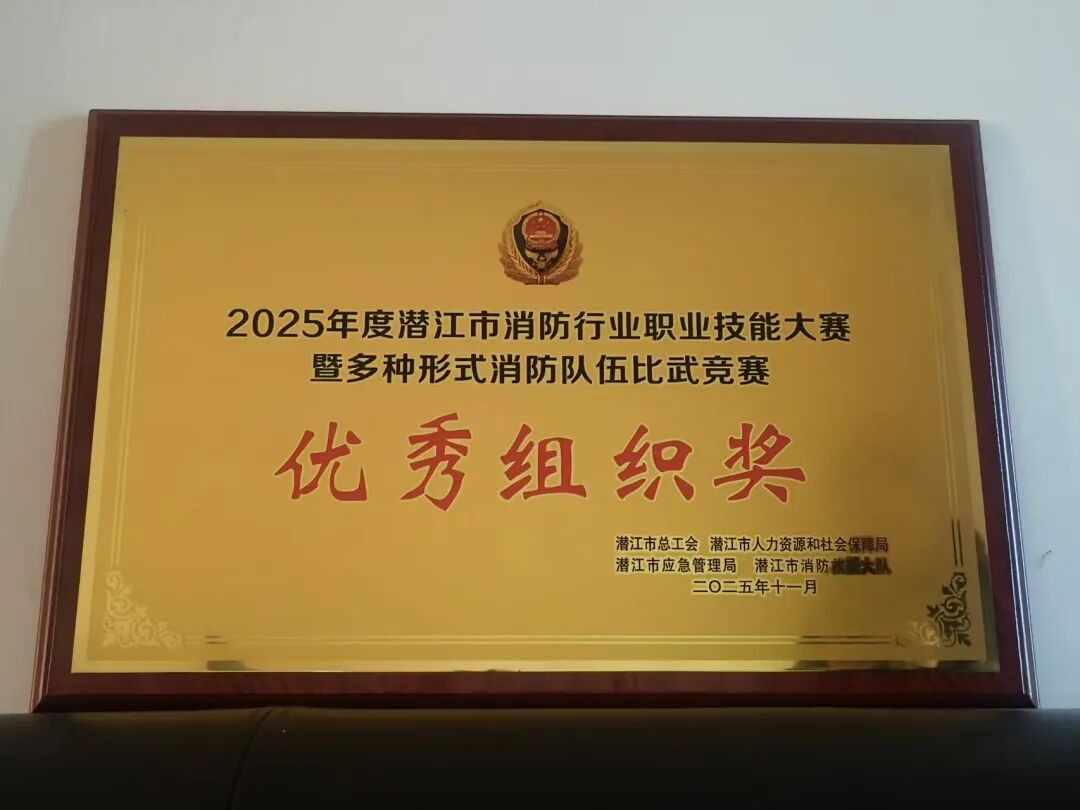 2025年度潜江市消防行业职业技能大赛
暨多种形式消防队伍比武竞赛
优秀组织奖
潜江市总工会 潜江市人力资源和社会保障局
潜江市应急管理局 潜江市消防救援大队
二〇二五年十一月